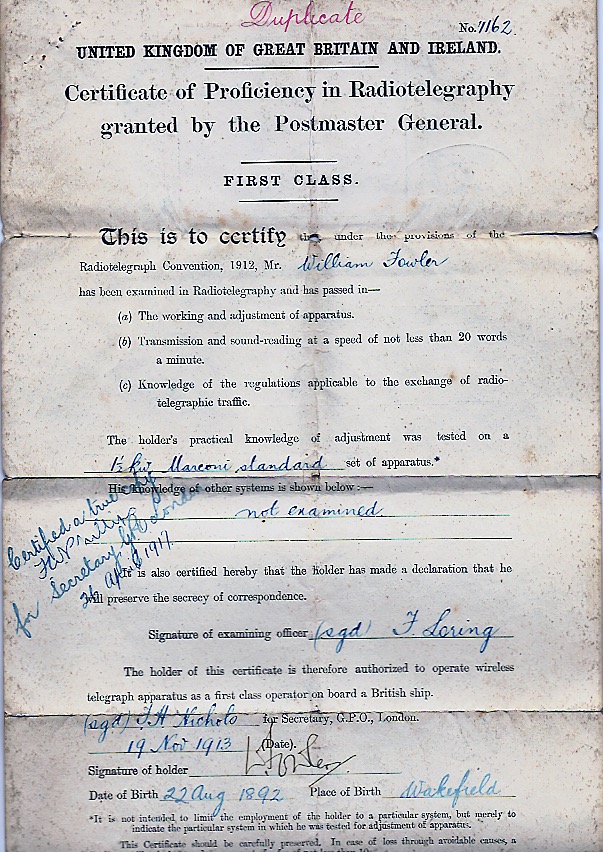 Duplicate
No. 7162.
UNITED KINGDOM OF GREAT BRITAIN AND IRELAND.
Certificate of Proficiency in Radiotelegraphy
granted by the Postmaster General.
FIRST CLASS.
This is to certify that under the provisions of the
Radiotelegraph Convention, 1912, Mr. William Fowler
has been examined in Radiotelegraphy and has passed in—
(a) The working and adjustment of apparatus.
(b) Transmission and sound-reading at a speed of not less than 20 words
a minute.
(c) Knowledge of the regulations applicable to the exchange of radio-
telegraphic traffic.
The holder's practical knowledge of adjustment was tested on a
1½ kw Marconi standard set of apparatus.*
His knowledge of other systems is shown below:—
not examined.
Certified a true copy
for Secretary GPO London
26 April 1917
It is also certified hereby that the holder has made a declaration that he
will preserve the secrecy of correspondence.
Signature of examining officer (sgd) F. Loring
The holder of this certificate is therefore authorized to operate wireless
telegraph apparatus as a first class operator on board a British ship.
(sgd) F.H. Nichols for Secretary, G.P.O., London.
19 Nov 1913 (Date).
Signature of holder
Date of Birth 22 Aug 1892 Place of Birth Wakefield
*It is not intended to limit the employment of the holder to a particular system, but merely to
indicate the particular system in which he was tested for adjustment of apparatus.
This Certificate should be carefully preserved. In case of loss through avoidable causes, a